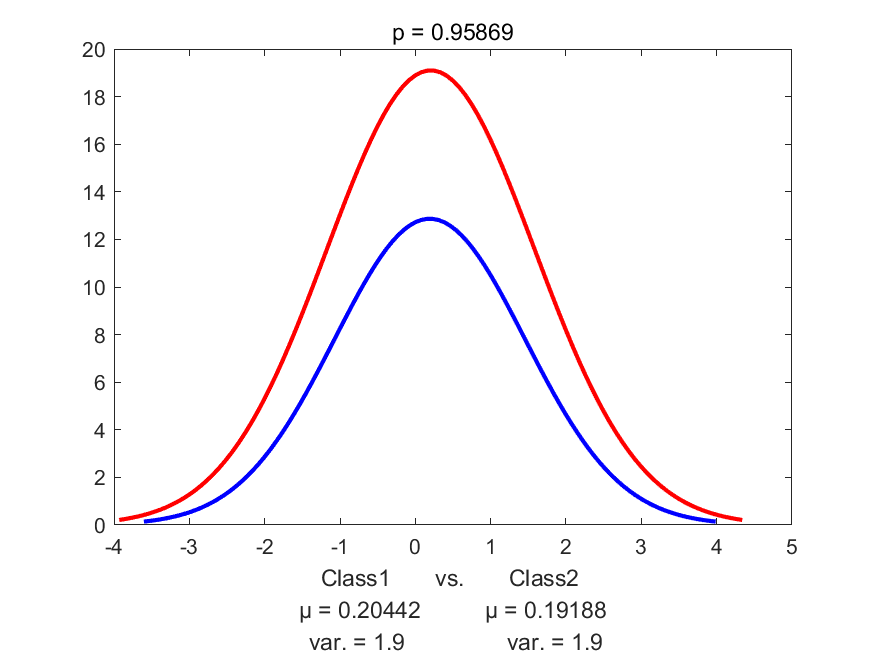 p = 0.95869
20
18
16
14
12
10
8
6
4
2
0
-4 -3 -2 -1 0 1 2 3 4 5
Class1 vs. Class2
μ = 0.20442 μ = 0.19188
var. = 1.9 var. = 1.9